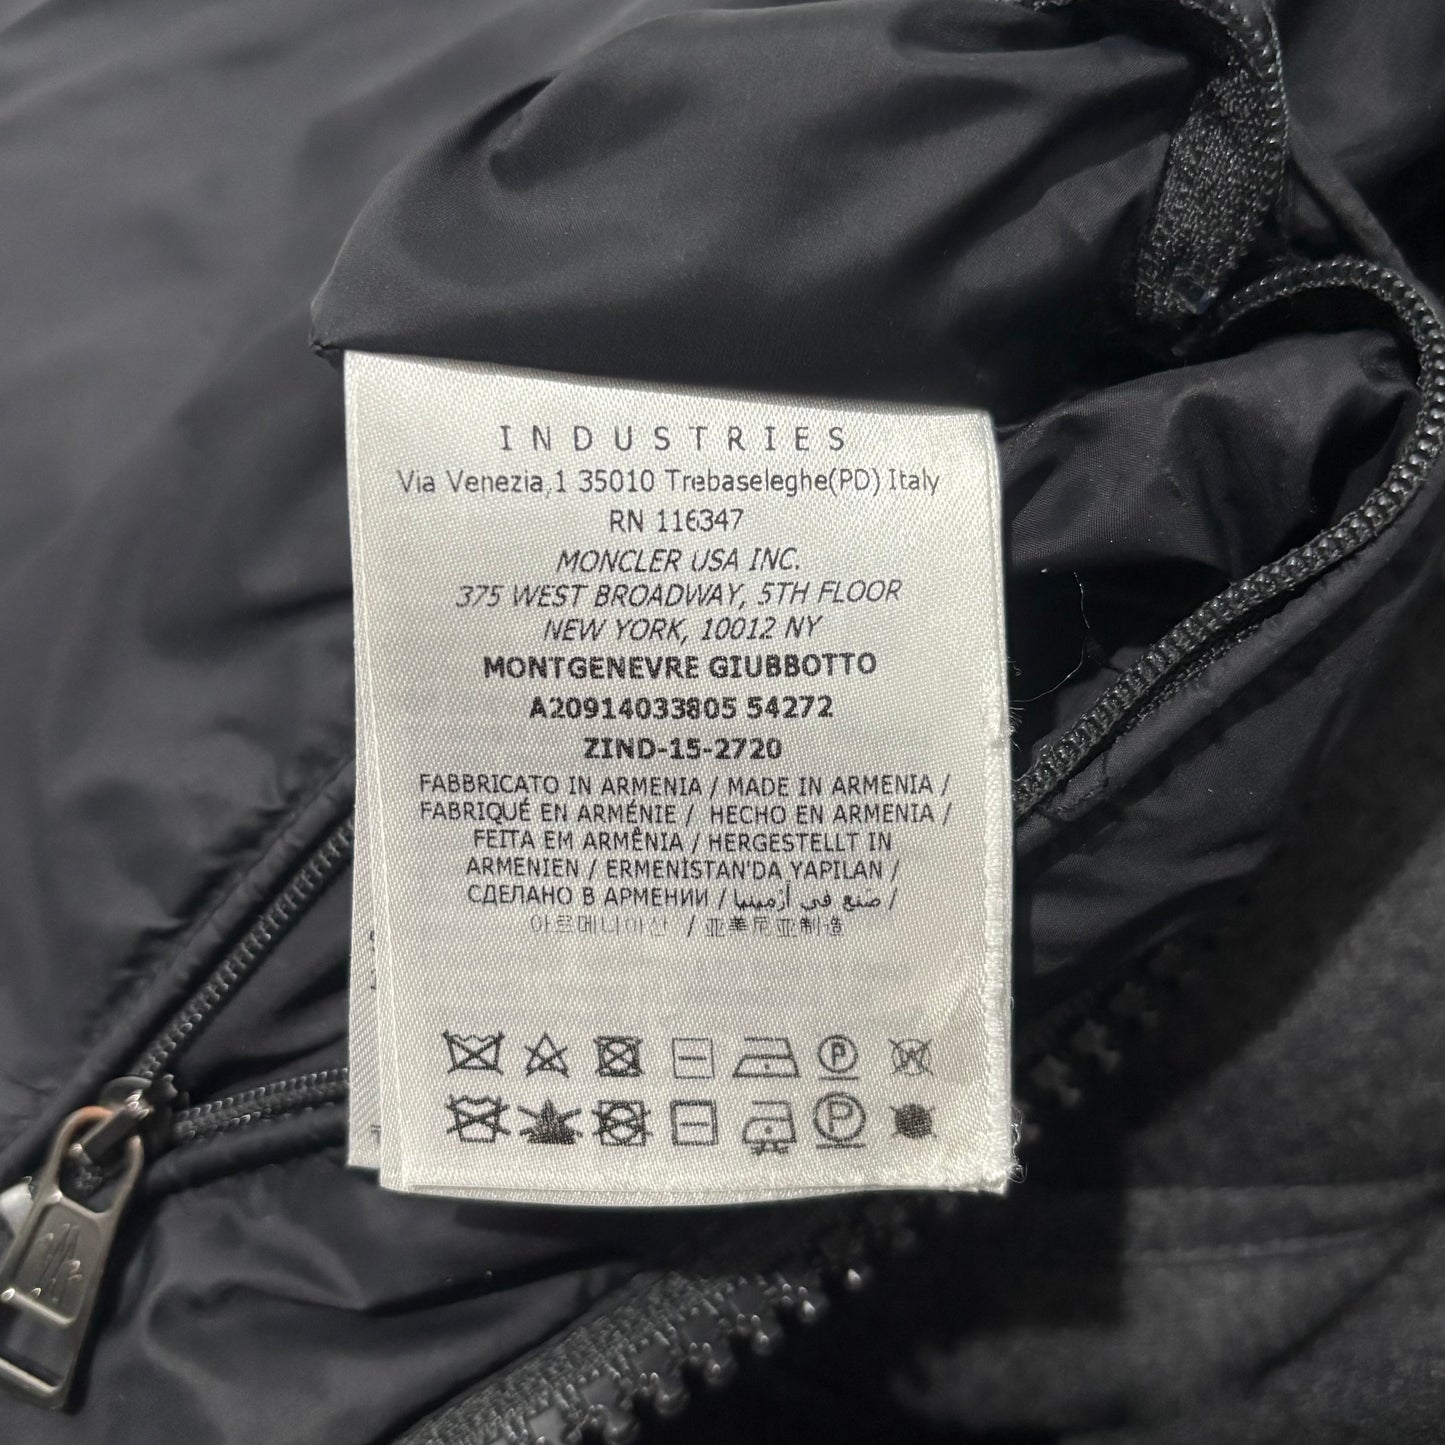 INDUSTRIES
Via Venezia,1 35010 Trebaseleghe(PD) Italy
RN 116347
MONCLER USA INC.
375 WEST BROADWAY, 5TH FLOOR
NEW YORK, 10012 NY
MONTGENEVRE GIUBBOTTO
A20914033805 54272
ZIND-15-2720
FABBRICATO IN ARMENIA / MADE IN ARMENIA /
FABRIQUÉ EN ARMÉNIE / HECHO EN ARMENIA /
FEITA EM ARMÊNIA / HERGESTELLT IN
ARMENIEN / ERMENİSTAN'DA YAPILAN /
СДЕЛАНО В АРМЕНИИ / صنع في أرمينيا /
아르메니아산 / 亚美尼亚制造
P W
P